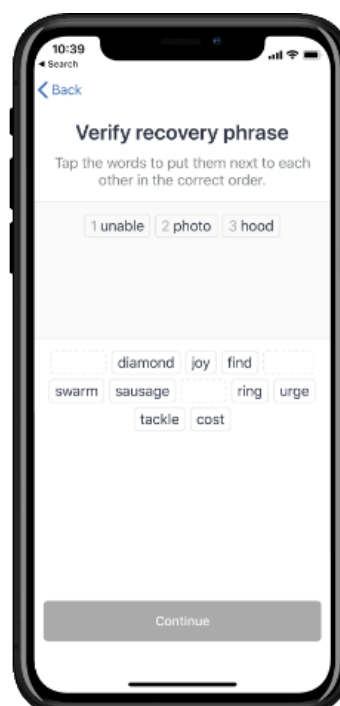 10:39
◀ Search
Back
Verify recovery phrase
Tap the words to put them next to each
other in the correct order.
1 unable 2 photo 3 hood
diamond joy find
swarm sausage ring urge
tackle cost
Continue